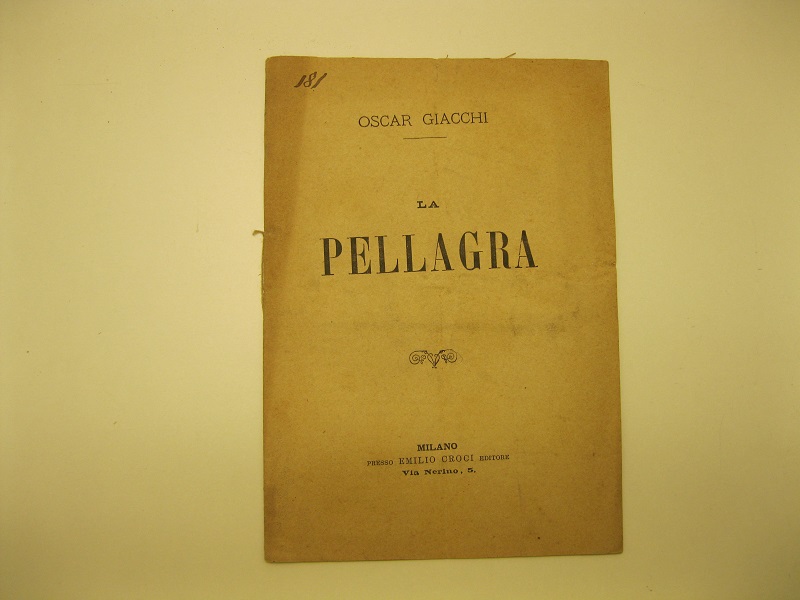 181
OSCAR GIACCHI
LA
PELLAGRA
MILANO
PRESSO EMILIO CROCI EDITORE
Via Nerino, 5.